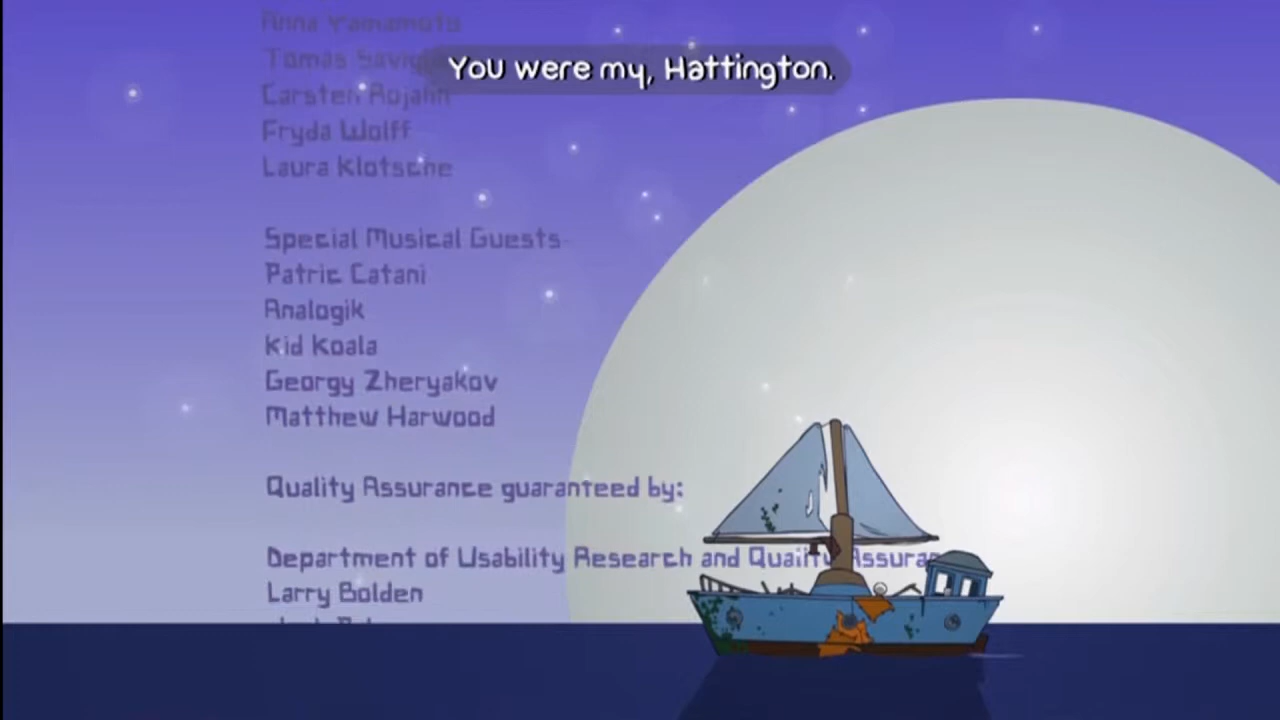 Anna Yamamoto
Tomas
You were my, Hattington.
Carsten Rojahn
Fryda Wolff
Laura Klotsche
Special Musical Guests
Patric Catani
Analogik
Kid Koala
Georgy Zheryakov
Matthew Harwood
Quality Assurance guaranteed by:
Department of Usability Research and Quality
Larry Bolden